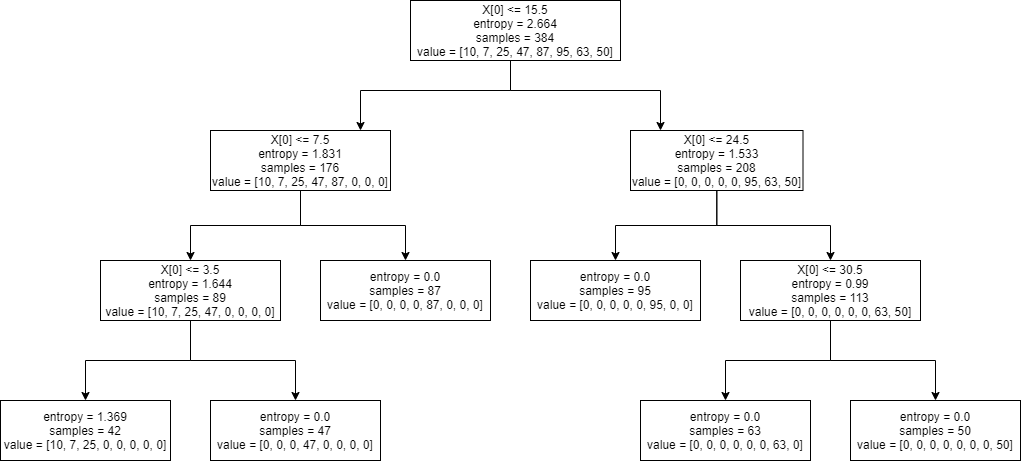 X[0] <= 15.5
entropy = 2.664
samples = 384
value = [10, 7, 25, 47, 87, 95, 63, 50]
X[0] <= 7.5
entropy = 1.831
samples = 176
value = [10, 7, 25, 47, 87, 0, 0, 0]
X[0] <= 24.5
entropy = 1.533
samples = 208
value = [0, 0, 0, 0, 0, 95, 63, 50]
X[0] <= 3.5
entropy = 1.644
samples = 89
value = [10, 7, 25, 47, 0, 0, 0, 0]
entropy = 0.0
samples = 87
value = [0, 0, 0, 0, 87, 0, 0, 0]
entropy = 0.0
samples = 95
value = [0, 0, 0, 0, 0, 95, 0, 0]
X[0] <= 30.5
entropy = 0.99
samples = 113
value = [0, 0, 0, 0, 0, 0, 63, 50]
entropy = 1.369
samples = 42
value = [10, 7, 25, 0, 0, 0, 0, 0]
entropy = 0.0
samples = 47
value = [0, 0, 0, 47, 0, 0, 0, 0]
entropy = 0.0
samples = 63
value = [0, 0, 0, 0, 0, 0, 63, 0]
entropy = 0.0
samples = 50
value = [0, 0, 0, 0, 0, 0, 0, 50]